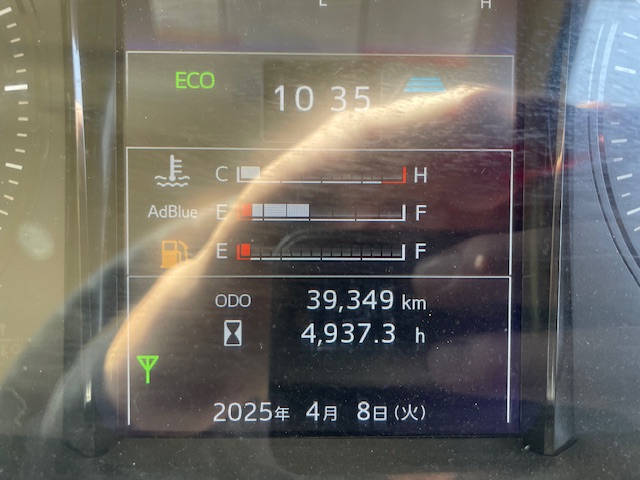 L H
ECO
10 35
C H
AdBlue E F
E F
ODO 39,349 km
4,937.3 h
2025年 4月 8日(火)